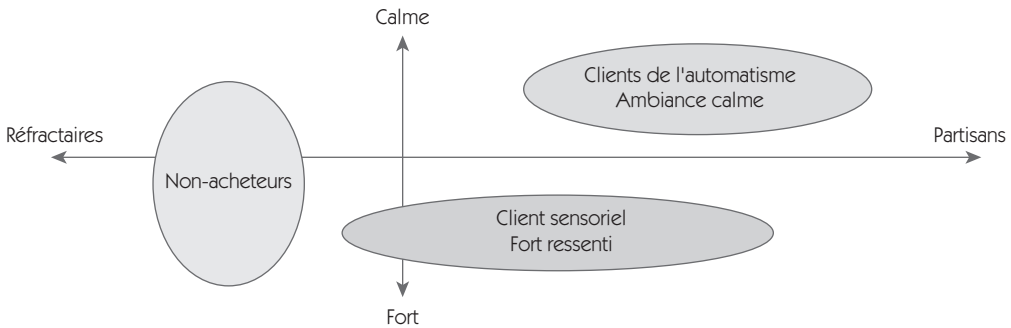 Calme
Clients de l'automatisme
Ambiance calme
Réfractaires
Partisans
Non-acheteurs
Client sensoriel
Fort ressenti
Fort